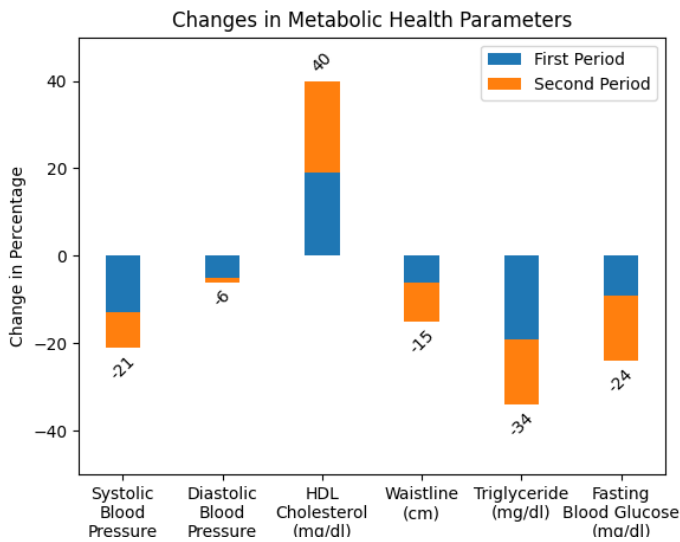 Changes in Metabolic Health Parameters
First Period
Second Period
Change in Percentage
40
20
0
−20
−40
-21
-6
40
-15
-34
-24
Systolic
Blood
Pressure
Diastolic
Blood
Pressure
HDL
Cholesterol
(mg/dl)
Waistline
(cm)
Triglyceride
(mg/dl)
Fasting
Blood Glucose
(mg/dl)